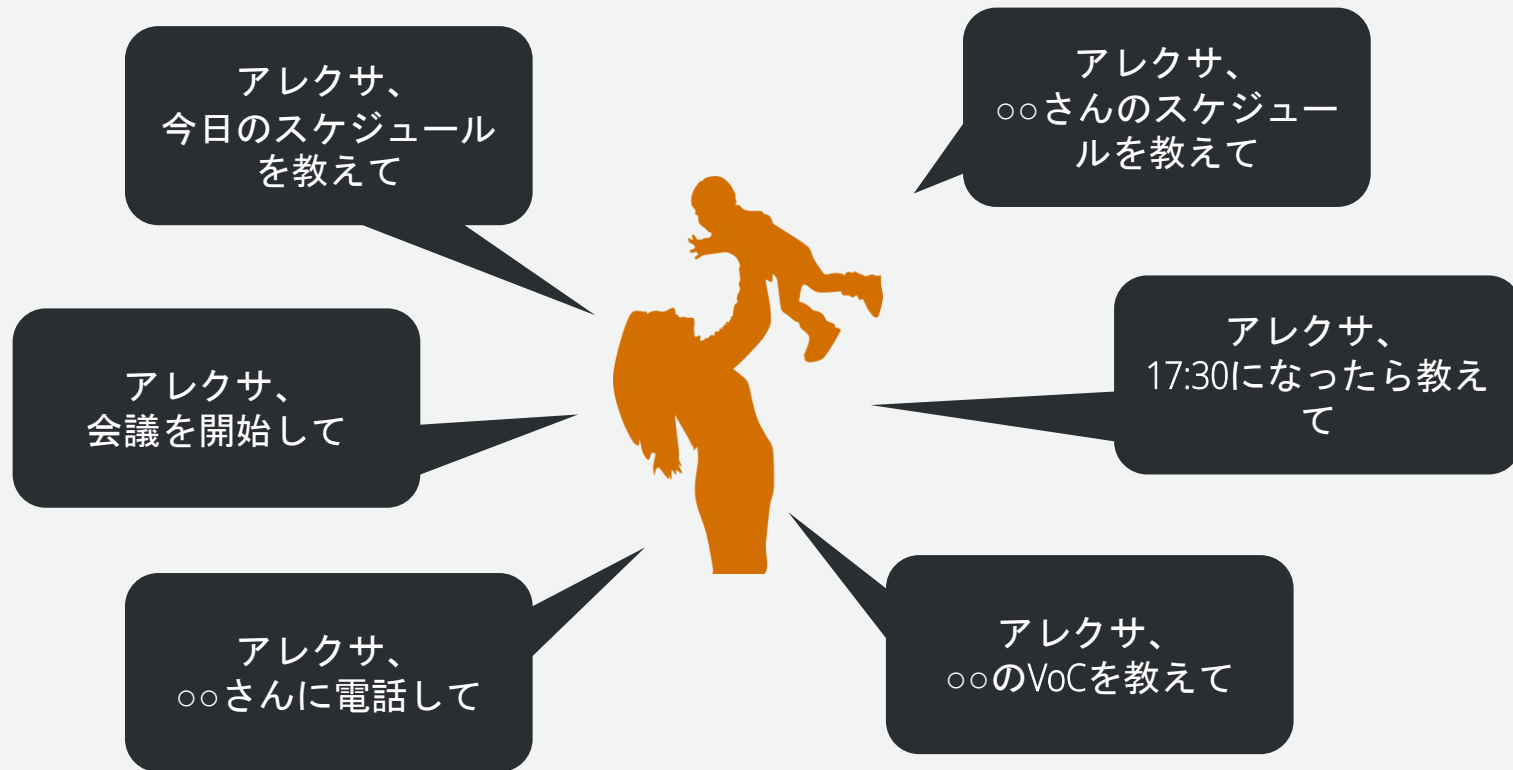 アレクサ、
今日のスケジュール
を教えて
アレクサ、
○○さんのスケジュー
ルを教えて
アレクサ、
会議を開始して
アレクサ、
17:30になったら教え
て
アレクサ、
○○さんに電話して
アレクサ、
○○のVoCを教えて